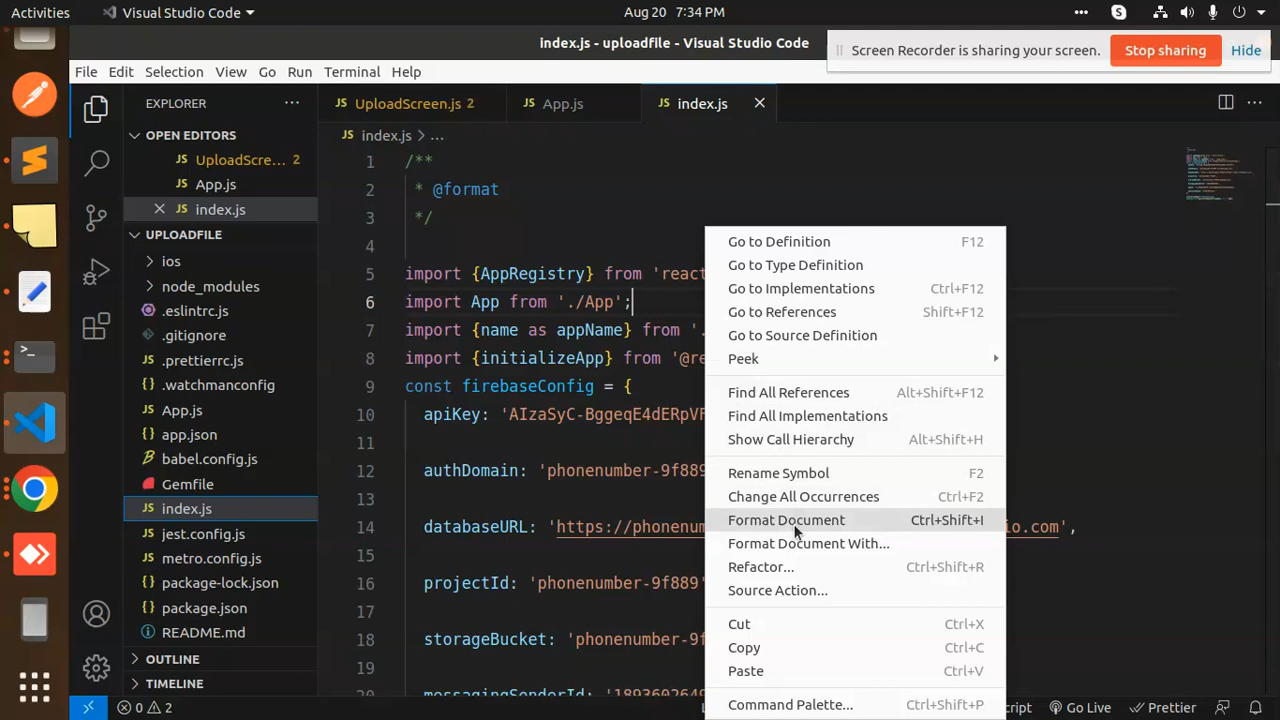 Activities
Visual Studio Code
Aug 20 7:34 PM
index.js - uploadfile - Visual Studio Code
Screen Recorder is sharing your screen.
Stop sharing
Hide
File Edit Selection View Go Run Terminal Help
EXPLORER
UploadScreen.js 2
App.js
index.js
OPEN EDITORS
UploadScre... 2
App.js
index.js
UPLOADFILE
ios
node_modules
.eslintrc.js
.gitignore
.prettierrc.js
.watchmanconfig
App.js
app.json
babel.config.js
Gemfile
index.js
jest.config.js
metro.config.js
package-lock.json
package.json
README.md
OUTLINE
TIMELINE
index.js > ...
1 /**
2 * @format
3 */
4
5 import {AppRegistry} from 'react
6 import App from './App';
7 import {name as appName} from '.
8 import {initializeApp} from '@re
9 const firebaseConfig = {
10 apiKey: 'AIzaSyC-BggeqE4dERpVF
11
12 authDomain: 'phonenumber-9f889
13
14 databaseURL: 'https://phonenum io.com',
15
16 projectId: 'phonenumber-9f889'
17
18 storageBucket: 'phonenumber-9f
19
20 messagingSenderId: '1893602649
Go to Definition F12
Go to Type Definition
Go to Implementations Ctrl+F12
Go to References Shift+F12
Go to Source Definition
Peek
Find All References Alt+Shift+F12
Find All Implementations
Show Call Hierarchy Alt+Shift+H
Rename Symbol F2
Change All Occurrences Ctrl+F2
Format Document Ctrl+Shift+I
Format Document With...
Refactor... Ctrl+Shift+R
Source Action...
Cut Ctrl+X
Copy Ctrl+C
Paste Ctrl+V
Command Palette... Ctrl+Shift+P
0 2
Go Live
Prettier